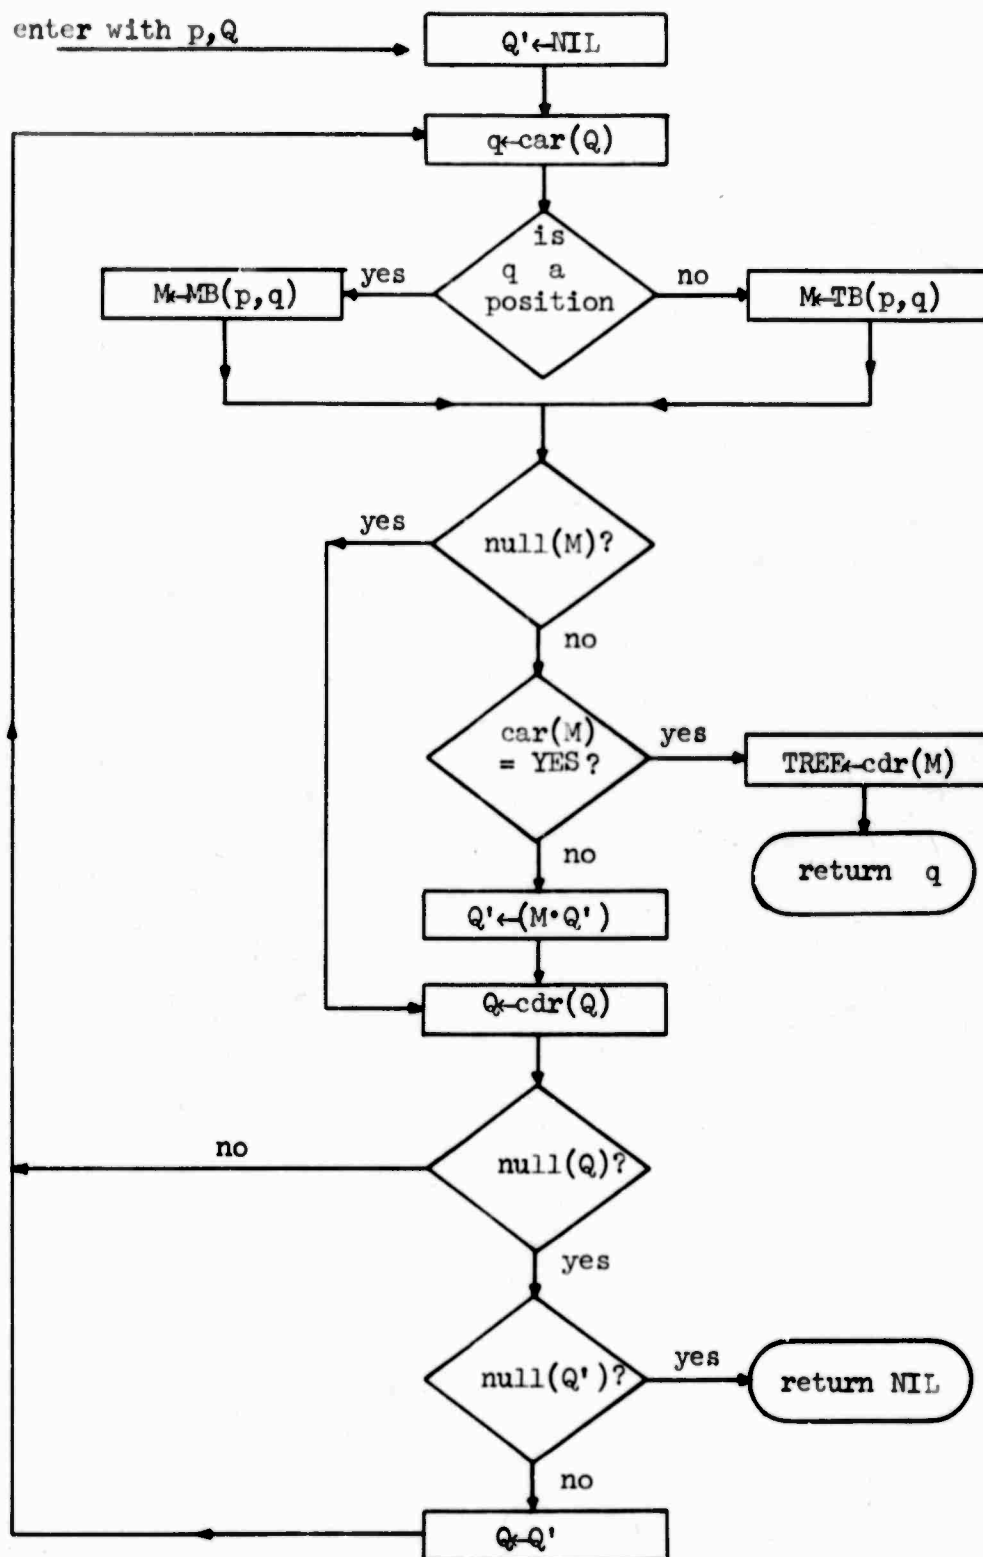 enter with p,Q
Q'←NIL
q←car(Q)
is
q a
position
yes
no
M←MB(p,q)
M←TB(p,q)
null(M)?
yes
no
car(M)
= YES?
yes
TREE←cdr(M)
return q
no
Q'←(M•Q')
Q←cdr(Q)
null(Q)?
no
yes
null(Q')?
yes
return NIL
no
Q←Q'